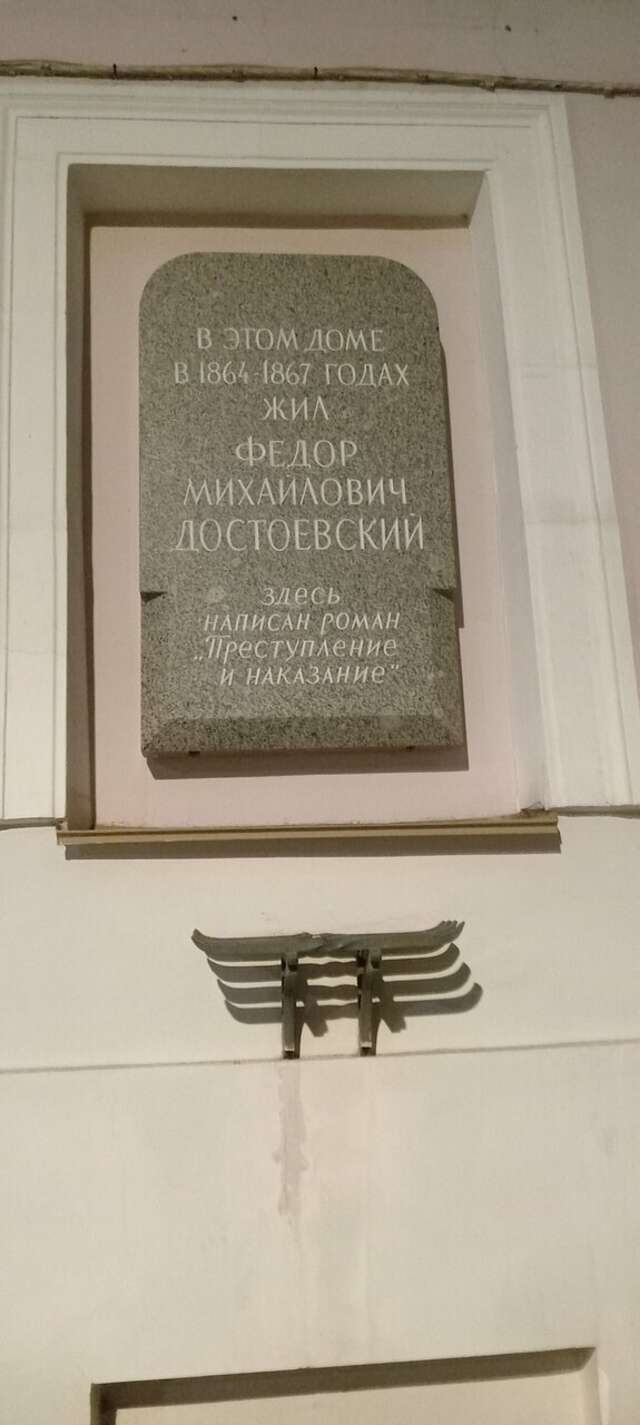 В ЭТОМ ДОМЕ
В 1864-1867 ГОДАХ
ЖИЛ
ФЕДОР
МИХАЙЛОВИЧ
ДОСТОЕВСКИЙ
ЗДЕСЬ
НАПИСАН РОМАН
„Преступление
и наказание"